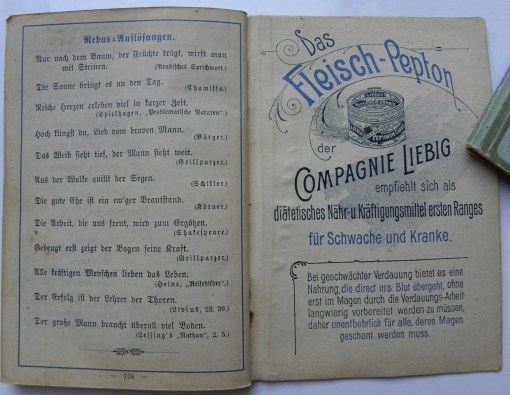 Rebus-Auflösungen.
Nur nach dem Baum, der Früchte trägt, wirft man
mit Steinen. (Arabisches Sprichwort.)
Die Sonne bringt es an den Tag.
(Chamisso.)
Reiche Herzen erleben viel in kurzer Zeit.
(Spielhagen, „Problematische Naturen“.)
Hoch klingt das Lied vom braven Mann.
(Bürger.)
Das Weib sieht tief, der Mann sieht weit.
(Grillparzer.)
Aus der Wolke quillt der Segen.
(Schiller.)
Die gute Ehe ist ein ew'ger Brautstand.
(Körner.)
Die Arbeit, die uns freut, wird zum Ergötzen.
(Shakespeare.)
Gebeugt erst zeigt der Bogen seine Kraft.
(Grillparzer.)
Alle kräftigen Menschen lieben das Leben.
(Heine, „Reisebilder“.)
Der Erfolg ist der Lehrer der Thoren.
(Livius, 22. 39.)
Der große Mann braucht überall viel Boden.
(Lessing's „Nathan“, 2, 5.)
— 128 —
Das
Fleisch-Pepton
der
COMPAGNIE LIEBIG
empfiehlt sich als
diätetisches Nähr-u.Kräftigungsmittel ersten Ranges
für Schwache und Kranke.
Bei geschwächter Verdauung bietet es eine
Nahrung, die direct in's Blut übergeht, ohne
erst im Magen durch die Verdauungs-Arbeit
langwierig vorbereitet werden zu müssen,
daher unentbehrlich für alle, deren Magen
geschont werden muss.